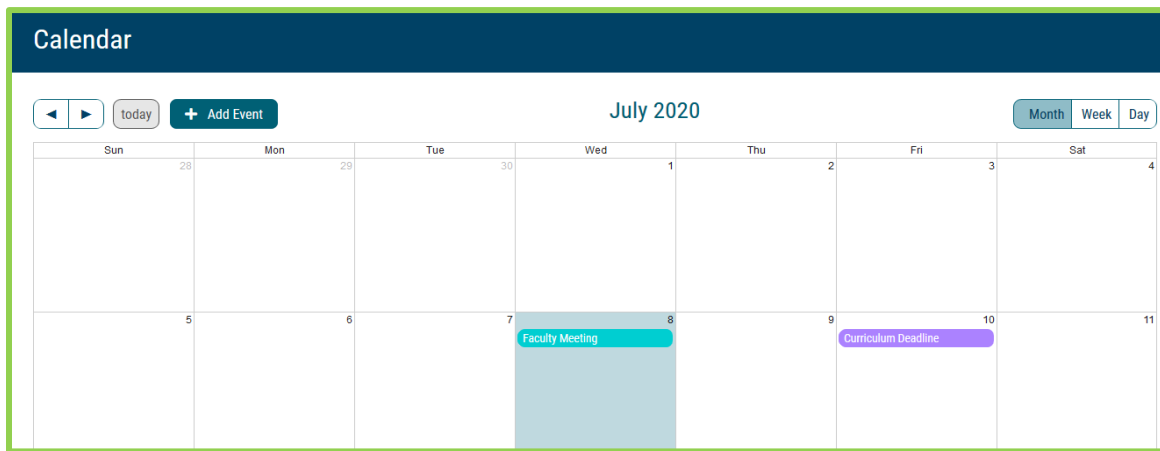 Calendar
today + Add Event July 2020 Month Week Day
Sun Mon Tue Wed Thu Fri Sat
28 29 30 1 2 3 4
5 6 7 8 9 10 11
Faculty Meeting Curriculum Deadline